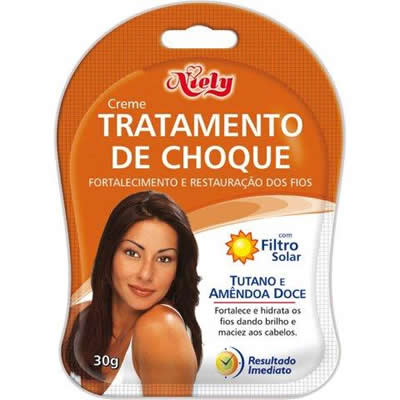 Niely
Creme
TRATAMENTO
DE CHOQUE
FORTALECIMENTO E RESTAURAÇÃO DOS FIOS
com
Filtro
Solar
TUTANO E
AMÊNDOA DOCE
Fortalece e hidrata os
fios dando brilho e
maciez aos cabelos.
30g
Resultado
Imediato